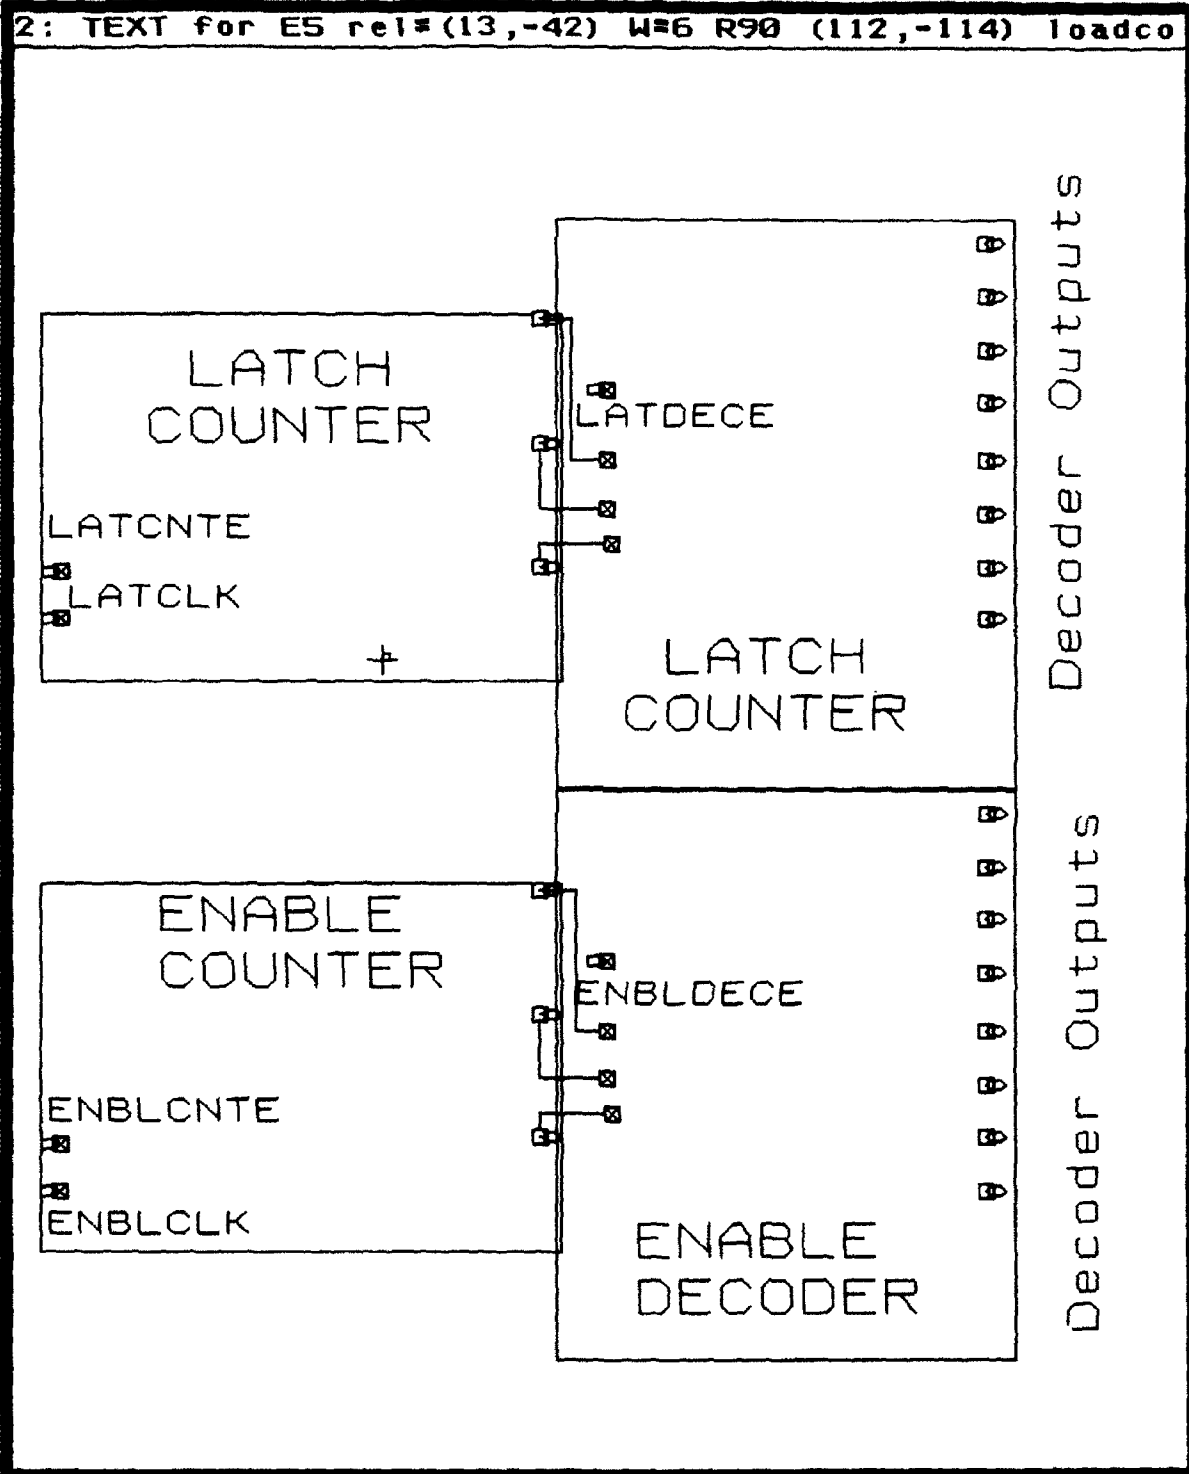 2: TEXT for E5 rel=(13,-42) W=6 R90 (112,-114) loadco
LATCH
COUNTER
LATCNTE
LATCLK
LATDECE
LATCH
COUNTER
Decoder Outputs
ENABLE
COUNTER
ENBLCNTE
ENBLCLK
ENBLDECE
ENABLE
DECODER
Decoder Outputs